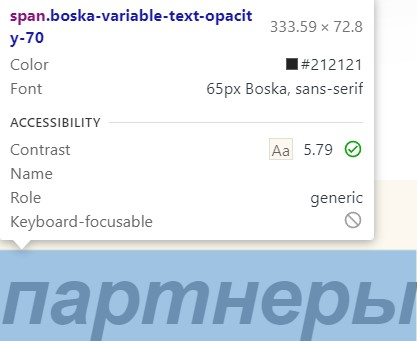 span.boska-variable-text-opacit
y-70
333.59 × 72.8
Color #212121
Font 65px Boska, sans-serif
ACCESSIBILITY
Contrast Aa 5.79
Name
Role generic
Keyboard-focusable
партнеры